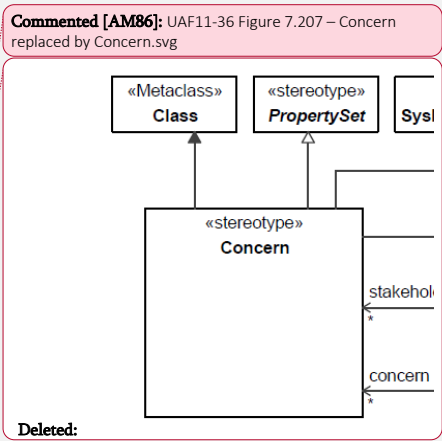 Commented [AM86]: UAF11-36 Figure 7.207 – Concern
replaced by Concern.svg
«Metaclass»
Class
«stereotype»
PropertySet
«stereotype»
Concern
*
concern
*
Deleted: